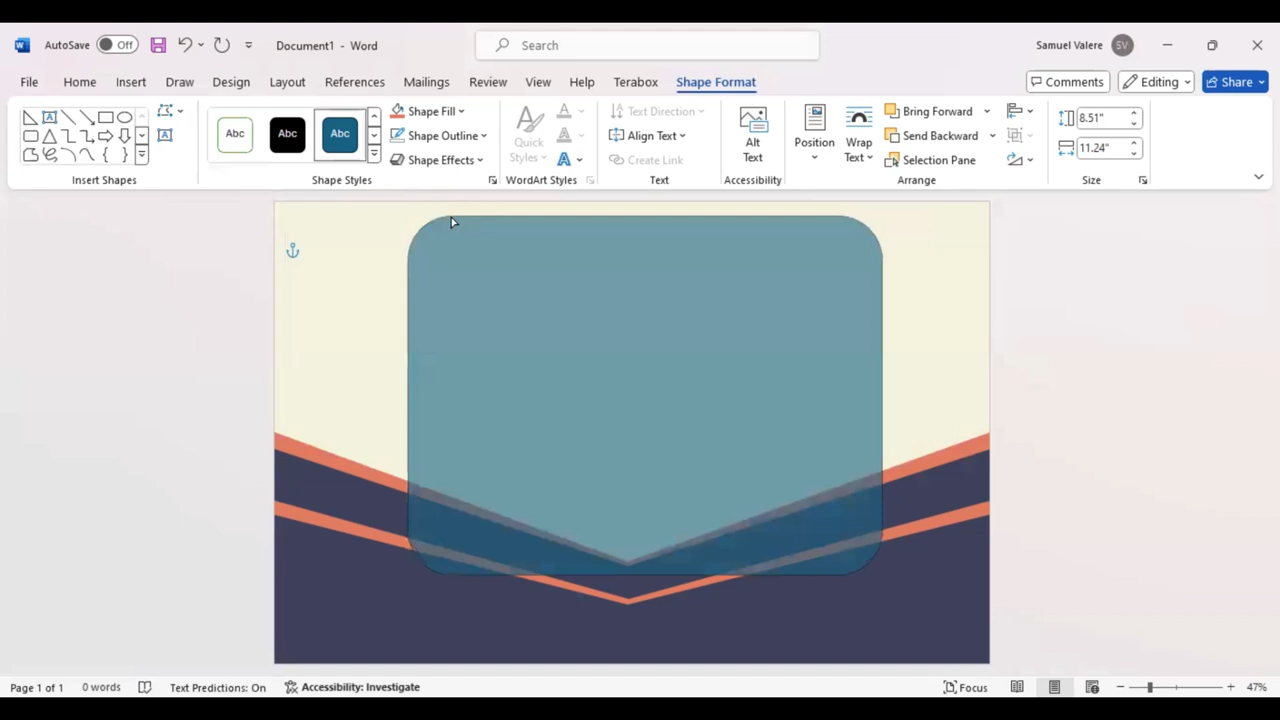 AutoSave Off Document1 - Word Search Samuel Valere SV
File Home Insert Draw Design Layout References Mailings Review View Help Terabox Shape Format Comments Editing Share
Abc Abc Abc
Shape Fill
Shape Outline
Shape Effects
Quick
Styles
Text Direction
Align Text
Create Link
Alt
Text
Position
Wrap
Text
Bring Forward
Send Backward
Selection Pane
8.51"
11.24"
Insert Shapes Shape Styles WordArt Styles Text Accessibility Arrange Size
Page 1 of 1 0 words Text Predictions: On Accessibility: Investigate Focus 47%